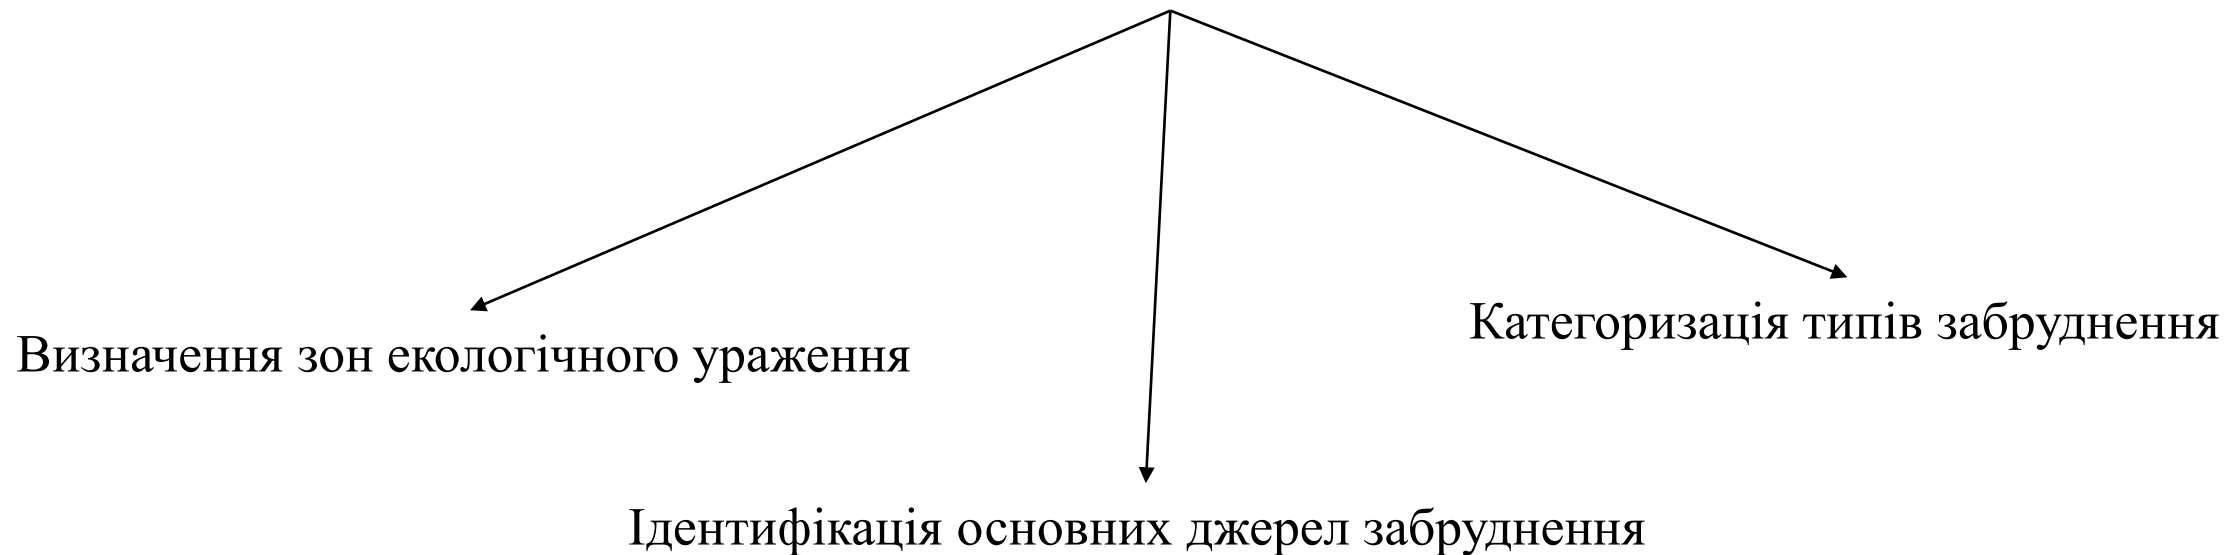 Визначення зон екологічного ураження
Категоризація типів забруднення
Ідентифікація основних джерел забруднення